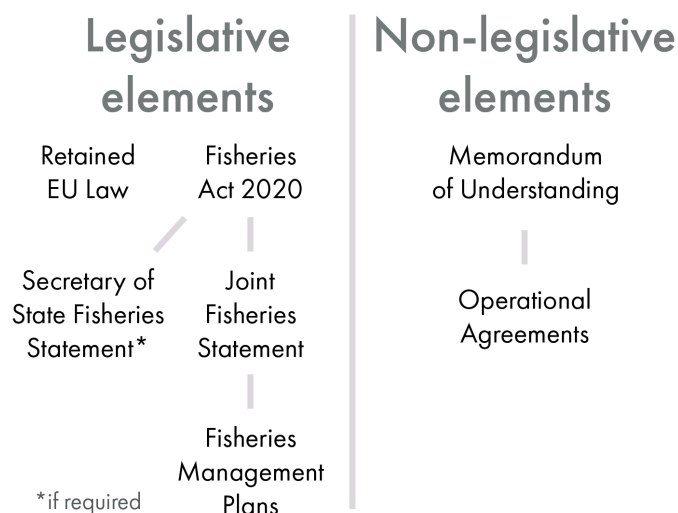 Legislative
elements
Non-legislative
elements
Retained
EU Law
Fisheries
Act 2020
Memorandum
of Understanding
Secretary of
State Fisheries
Statement*
Joint
Fisheries
Statement
Operational
Agreements
Fisheries
Management
Plans
*if required